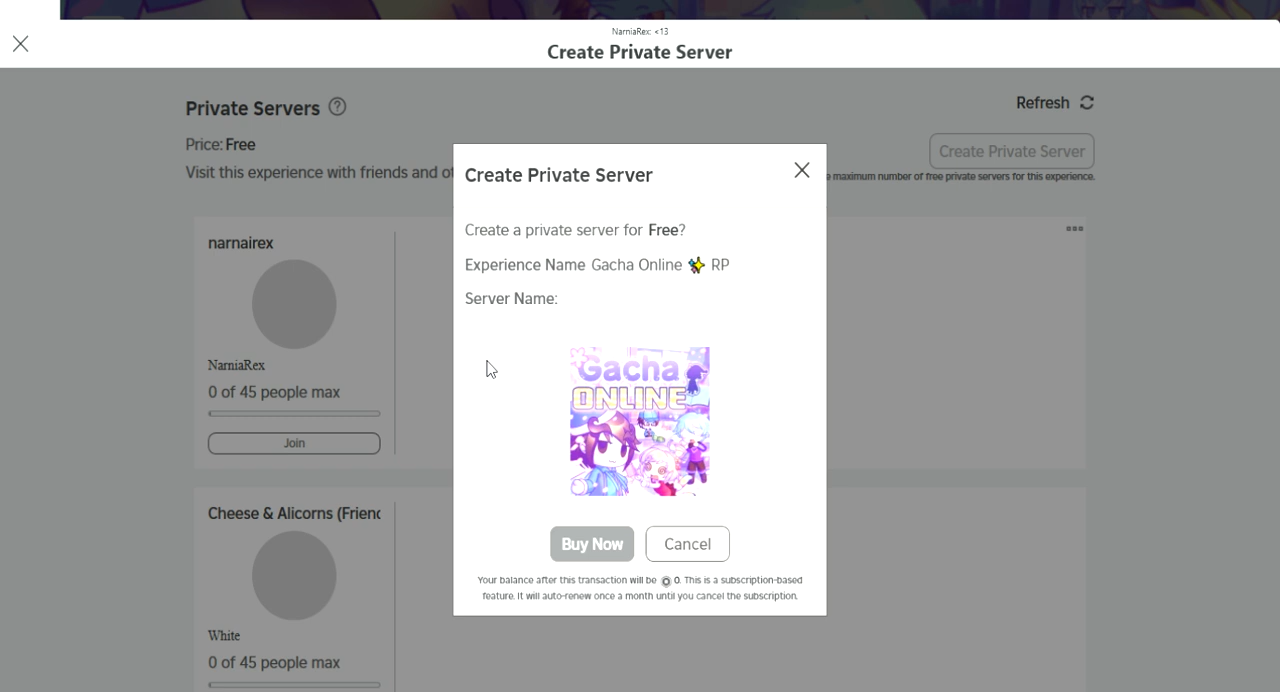 NarniaRex: <13
Create Private Server
Private Servers
Refresh
Price: Free
Create Private Server
Visit this experience with friends and ot
e maximum number of free private servers for this experience.
narnairex
NarniaRex
0 of 45 people max
Join
Cheese & Alicorns (Frienc
White
0 of 45 people max
Create Private Server
Create a private server for Free?
Experience Name Gacha Online ✨ RP
Server Name:
Gacha
ONLINE
Buy Now
Cancel
Your balance after this transaction will be 0. This is a subscription-based
feature. It will auto-renew once a month until you cancel the subscription.